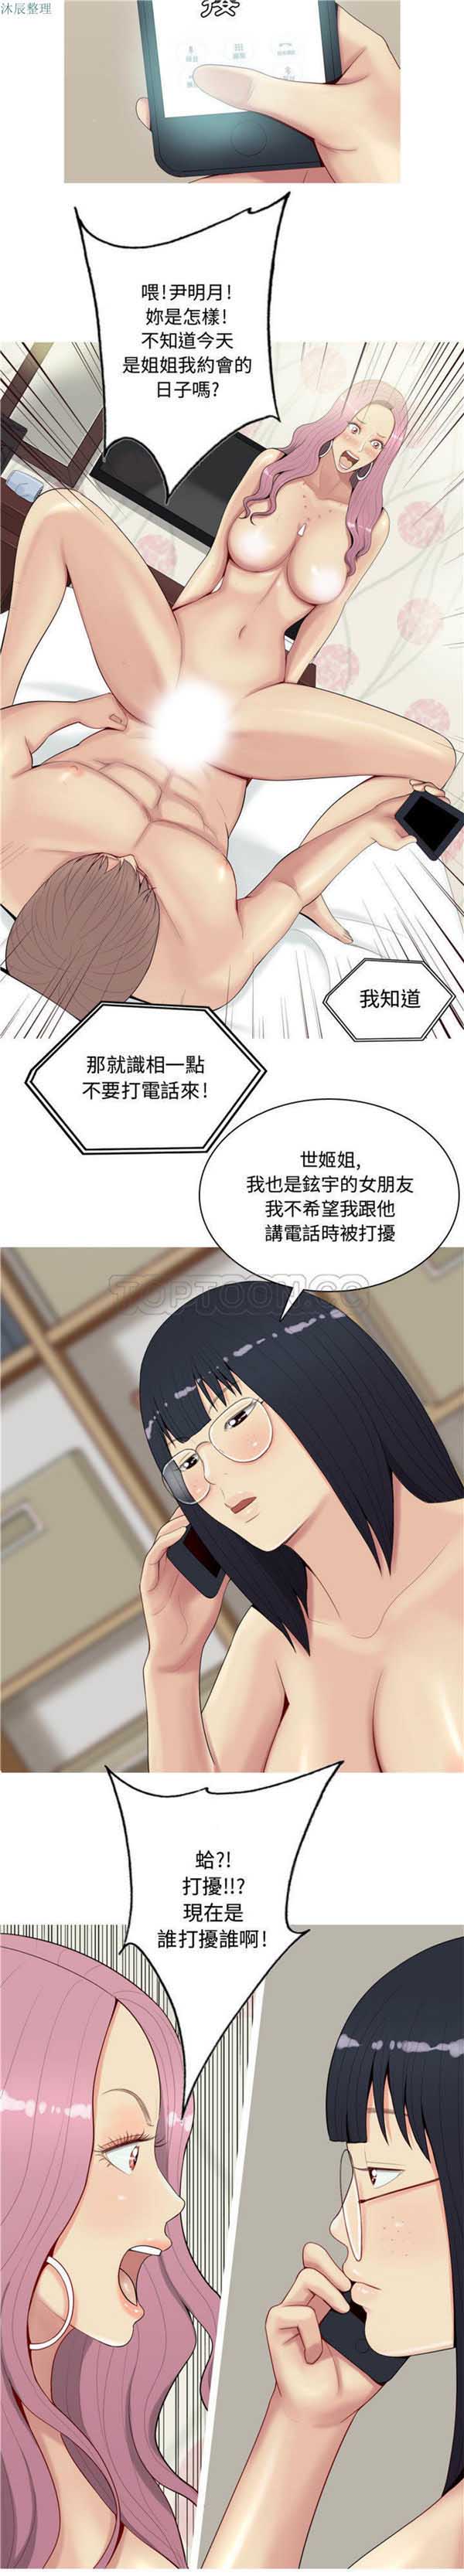 沐辰整理
按
喂!尹明月!
妳是怎樣!
不知道今天
是姐姐我約會的
日子嗎?
我知道
那就識相一點
不要打電話來!
世姬姐,
我也是鉉宇的女朋友
我不希望我跟他
講電話時被打擾
TOPTOON.CC
蛤?!
打擾!!?
現在是
誰打擾誰啊!